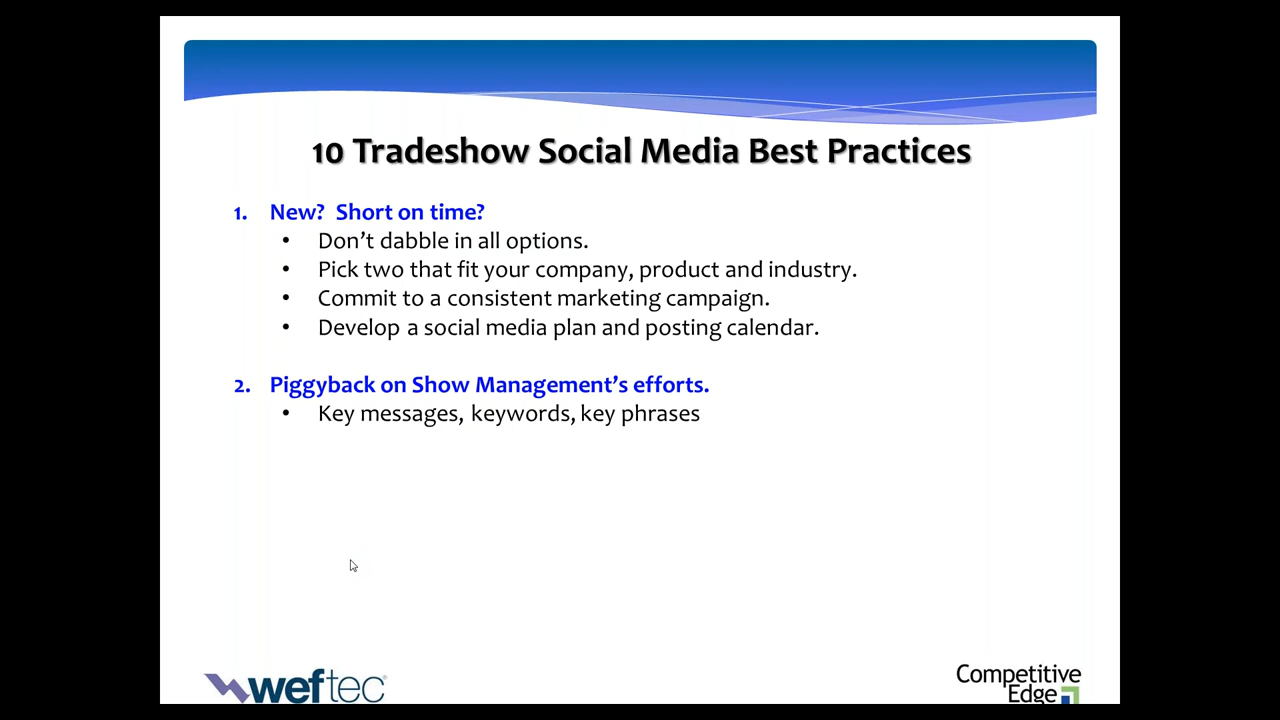 10 Tradeshow Social Media Best Practices
1. New? Short on time?
• Don't dabble in all options.
• Pick two that fit your company, product and industry.
• Commit to a consistent marketing campaign.
• Develop a social media plan and posting calendar.
2. Piggyback on Show Management's efforts.
• Key messages, keywords, key phrases
weftec
Competitive
Edge